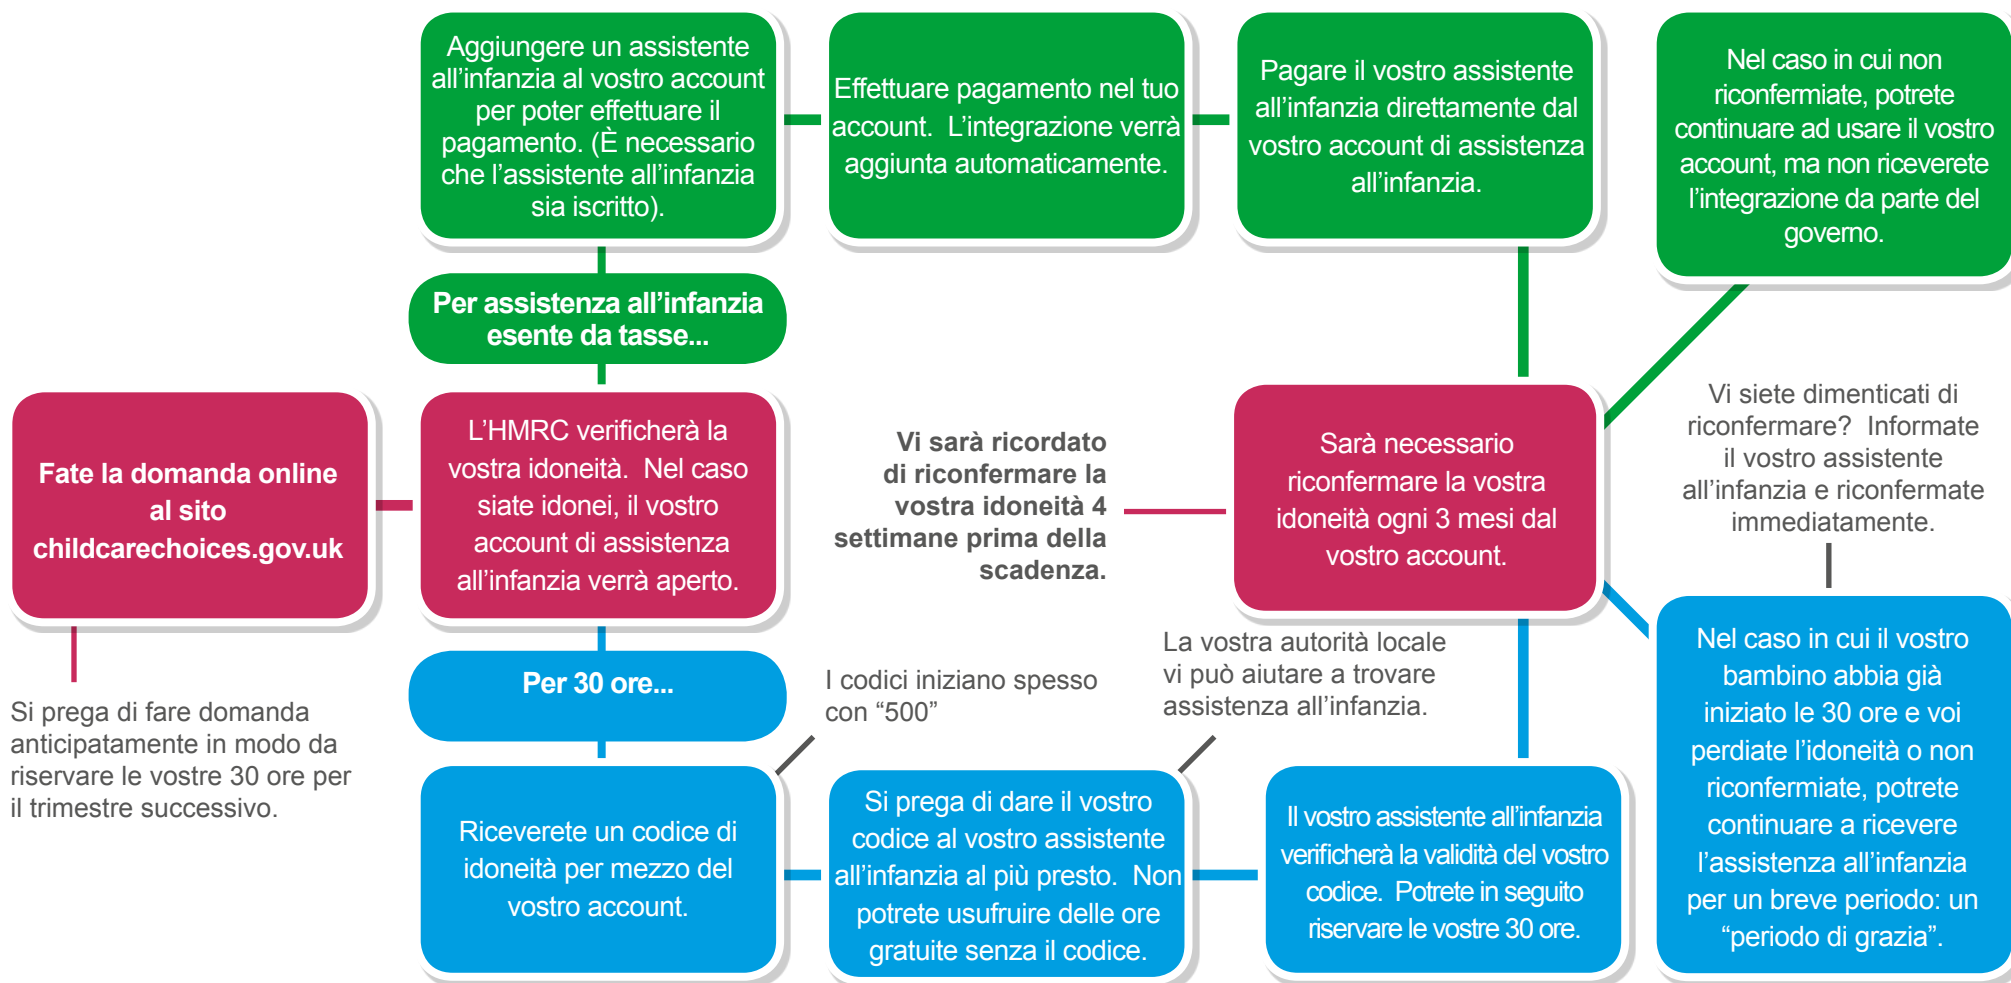 Aggiungere un assistente
all’infanzia al vostro account
per poter effettuare il
pagamento. (È necessario
che l’assistente all’infanzia
sia iscritto).
Effettuare pagamento nel tuo
account.  L’integrazione verrà
aggiunta automaticamente.
Pagare il vostro assistente
all’infanzia direttamente dal
vostro account di assistenza
all’infanzia.
Nel caso in cui non
riconfermiate, potrete
continuare ad usare il vostro
account, ma non riceverete
l’integrazione da parte del
governo.
Per assistenza all’infanzia
esente da tasse...
Fate la domanda online
al sito
childcarechoices.gov.uk
L’HMRC verificherà la
vostra idoneità.  Nel caso
siate idonei, il vostro
account di assistenza
all’infanzia verrà aperto.
Vi sarà ricordato
di riconfermare la
vostra idoneità 4
settimane prima della
scadenza.
Sarà necessario
riconfermare la vostra
idoneità ogni 3 mesi dal
vostro account.
Vi siete dimenticati di
riconfermare?  Informate
il vostro assistente
all’infanzia e riconfermate
immediatamente.
Si prega di fare domanda
anticipatamente in modo da
riservare le vostre 30 ore per
il trimestre successivo.
Per 30 ore...
I codici iniziano spesso
con “500”
La vostra autorità locale
vi può aiutare a trovare
assistenza all’infanzia.
Riceverete un codice di
idoneità per mezzo del
vostro account.
Si prega di dare il vostro
codice al vostro assistente
all’infanzia al più presto.  Non
potrete usufruire delle ore
gratuite senza il codice.
Il vostro assistente all’infanzia
verificherà la validità del vostro
codice.  Potrete in seguito
riservare le vostre 30 ore.
Nel caso in cui il vostro
bambino abbia già
iniziato le 30 ore e voi
perdiate l’idoneità o non
riconfermiate, potrete
continuare a ricevere
l’assistenza all’infanzia
per un breve periodo: un
“periodo di grazia”.